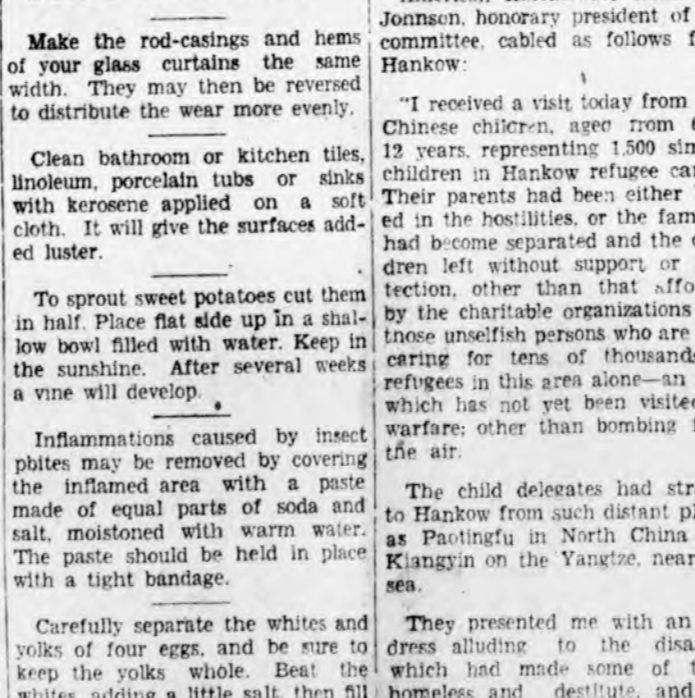 Make the rod-casings and hems
of your glass curtains the same
width. They may then be reversed
to distribute the wear more evenly.
Clean bathroom or kitchen tiles,
linoleum, porcelain tubs or sinks
with kerosene applied on a soft
cloth. It will give the surfaces add-
ed luster.
To sprout sweet potatoes cut them
in half. Place flat side up in a shal-
low bowl filled with water. Keep in
the sunshine. After several weeks
a vine will develop.
Inflammations caused by insect
pbites may be removed by covering
the inflamed area with a paste
made of equal parts of soda and
salt, moistoned with warm water.
The paste should be held in place
with a tight bandage.
Carefully separate the whites and
yolks of four eggs, and be sure to
keep the yolks whole. Beat the
whites, adding a little salt, then fill
Jonnson, honorary president of
committee, cabled as follows
Hankow:
"I received a visit today from
Chinese children, aged from
12 years, representing 1,500
children in Hankow refugee
Their parents had been either
ed in the hostilities, or the
had become separated and the
dren left without support or
tection, other than that
by the charitable organizations
tnose unselfish persons who are
caring for tens of
refugees in this area alone—an
which has not yet been
warfare; other than bombing
the air.
The child delegates had
to Hankow from such distant
as Paotingfu in North China
Kiangyin on the Yangtze, near
sea.
They presented me with an
dress alluding to the
which had made some of
homeless and destitute, and